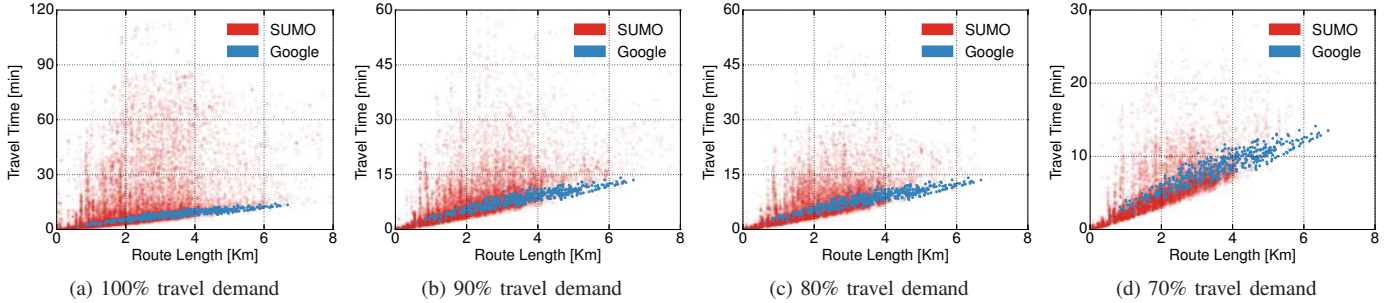 120
90
60
30
0
Travel Time [min]
SUMO
Google
0 2 4 6 8
Route Length [Km]
(a) 100% travel demand
60
45
30
15
0
Travel Time [min]
SUMO
Google
0 2 4 6 8
Route Length [Km]
(b) 90% travel demand
60
45
30
15
0
Travel Time [min]
SUMO
Google
0 2 4 6 8
Route Length [Km]
(c) 80% travel demand
30
20
10
0
Travel Time [min]
SUMO
Google
0 2 4 6 8
Route Length [Km]
(d) 70% travel demand